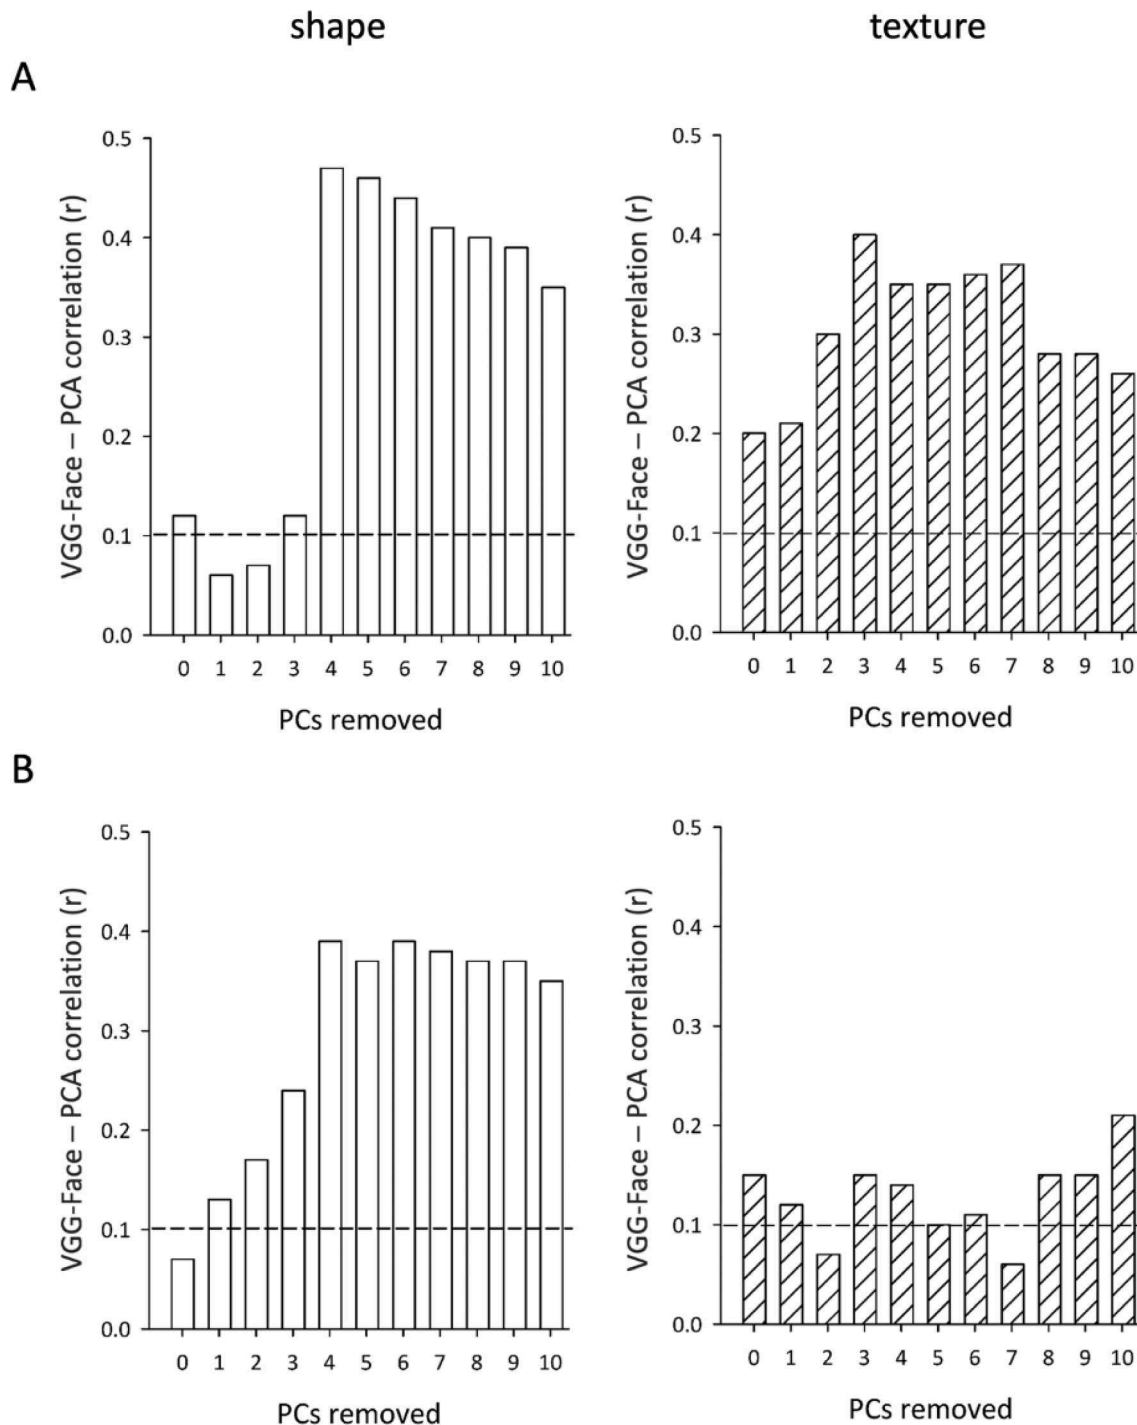 shape
texture
A
VGG-Face – PCA correlation (r)
0.5
0.4
0.3
0.2
0.1
0.0
0 1 2 3 4 5 6 7 8 9 10
PCs removed
VGG-Face – PCA correlation (r)
0.5
0.4
0.3
0.2
0.1
0.0
0 1 2 3 4 5 6 7 8 9 10
PCs removed
B
VGG-Face – PCA correlation (r)
0.5
0.4
0.3
0.2
0.1
0.0
0 1 2 3 4 5 6 7 8 9 10
PCs removed
VGG-Face – PCA correlation (r)
0.5
0.4
0.3
0.2
0.1
0.0
0 1 2 3 4 5 6 7 8 9 10
PCs removed